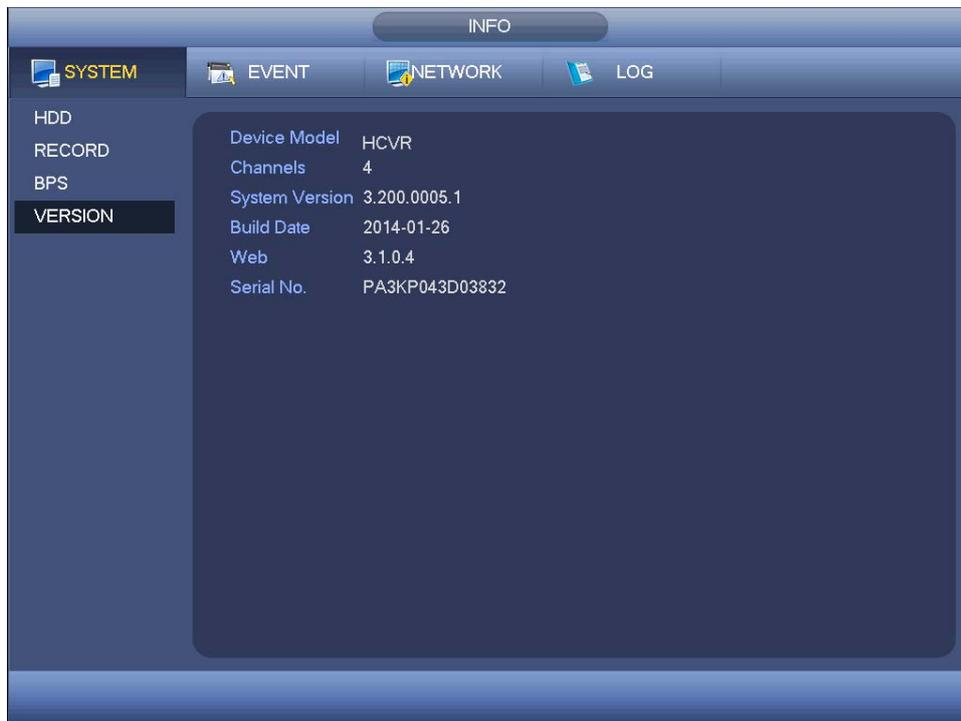 INFO
SYSTEM EVENT NETWORK LOG
HDD
RECORD
BPS
VERSION
Device Model HCVR
Channels 4
System Version 3.200.0005.1
Build Date 2014-01-26
Web 3.1.0.4
Serial No. PA3KP043D03832